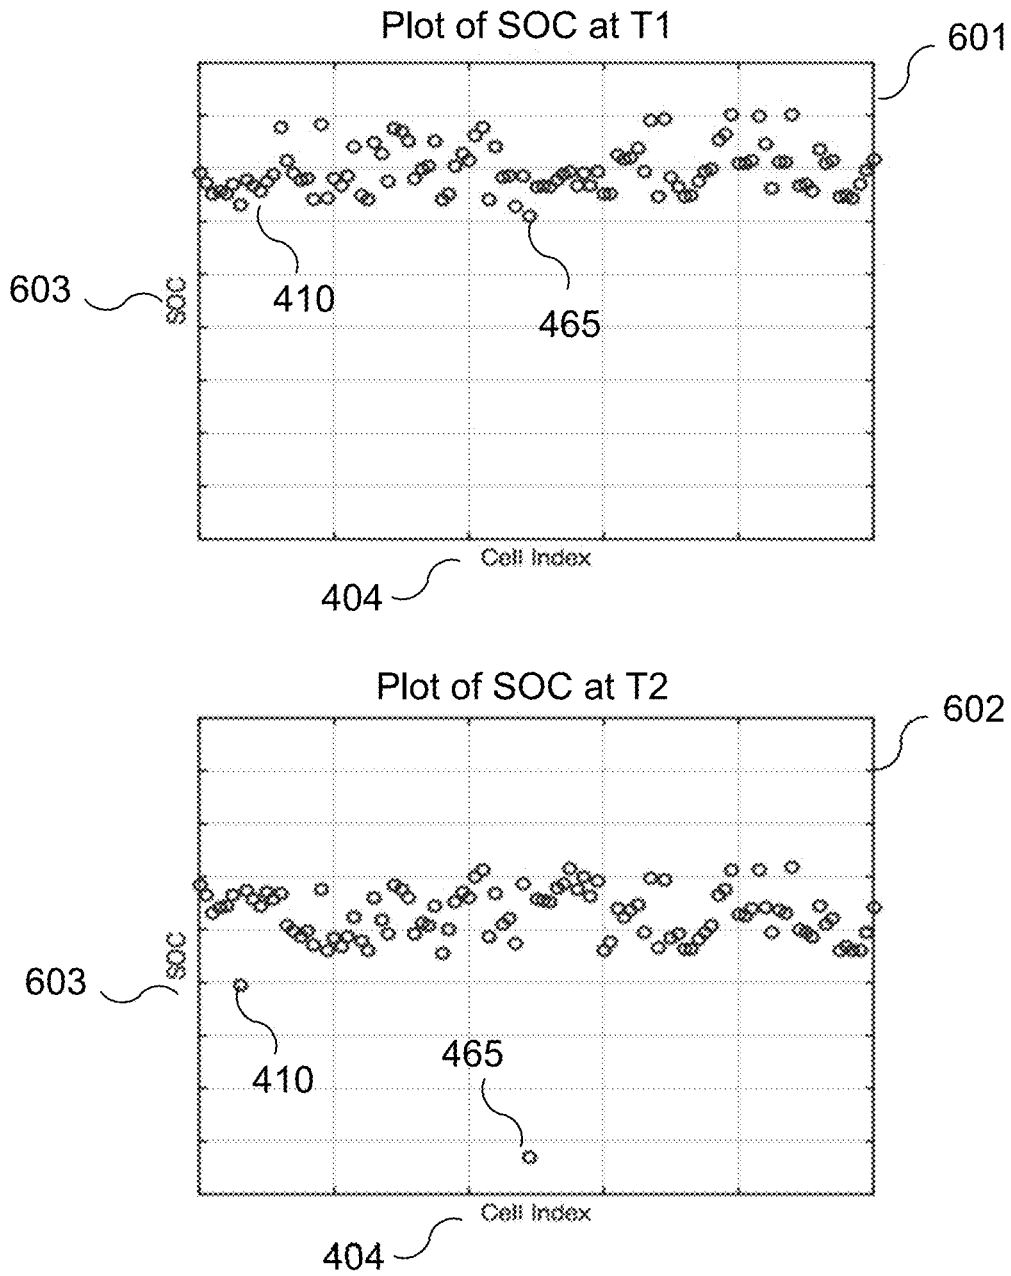 Plot of SOC at T1
601
410
465
603
SOC
Cell Index
404
Plot of SOC at T2
602
603
SOC
410
465
Cell Index
404